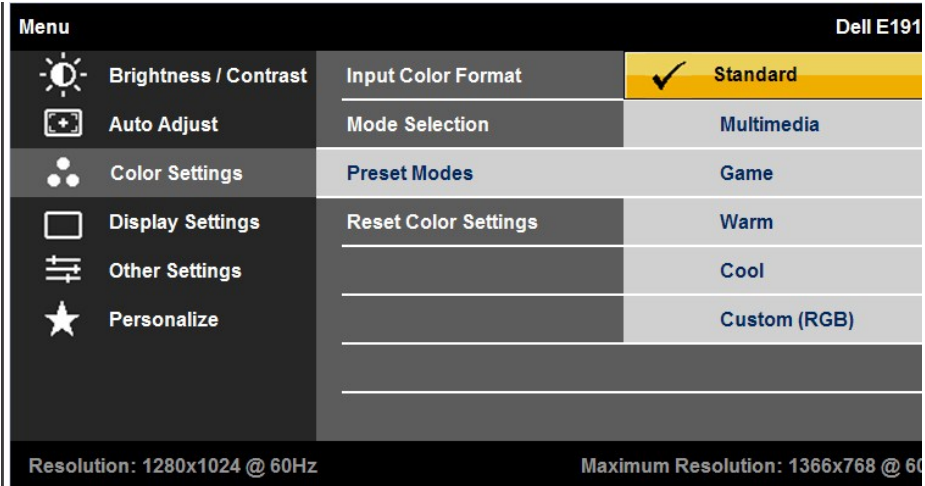 Menu Dell E191
Brightness / Contrast Input Color Format Standard
Auto Adjust Mode Selection Multimedia
Color Settings Preset Modes Game
Display Settings Reset Color Settings Warm
Other Settings Cool
Personalize Custom (RGB)
Resolution: 1280x1024 @ 60Hz Maximum Resolution: 1366x768 @ 60